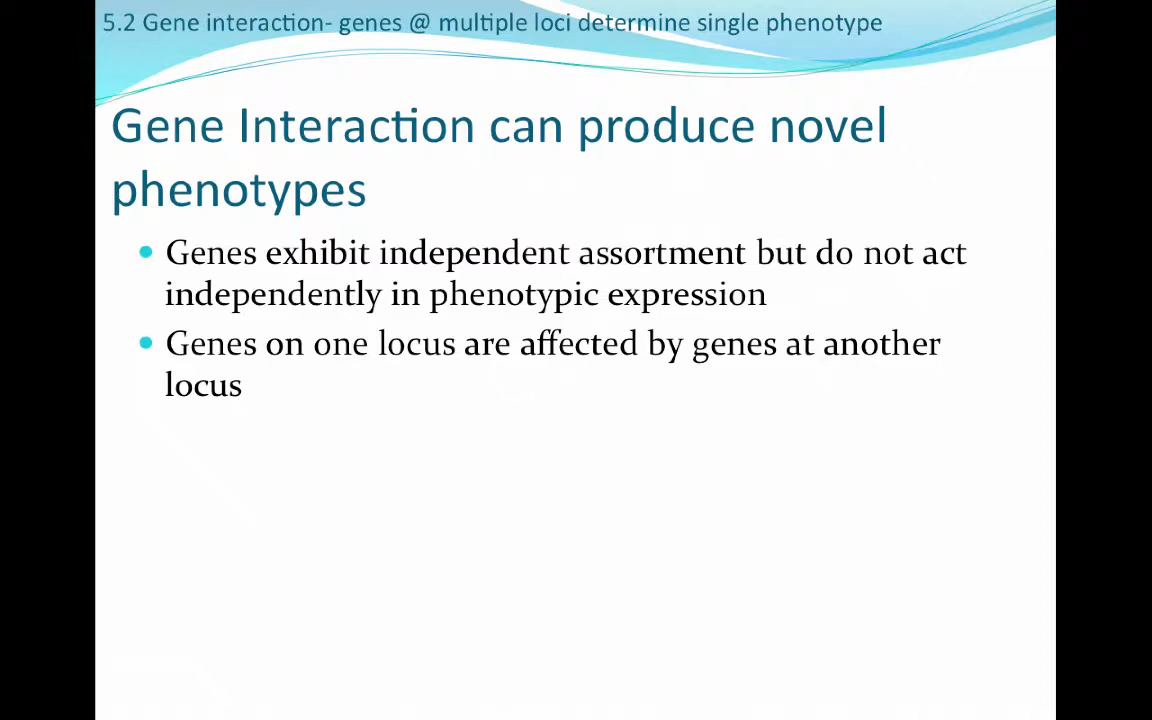 5.2 Gene interaction- genes @ multiple loci determine single phenotype
Gene Interaction can produce novel
phenotypes
• Genes exhibit independent assortment but do not act
independently in phenotypic expression
• Genes on one locus are affected by genes at another
locus